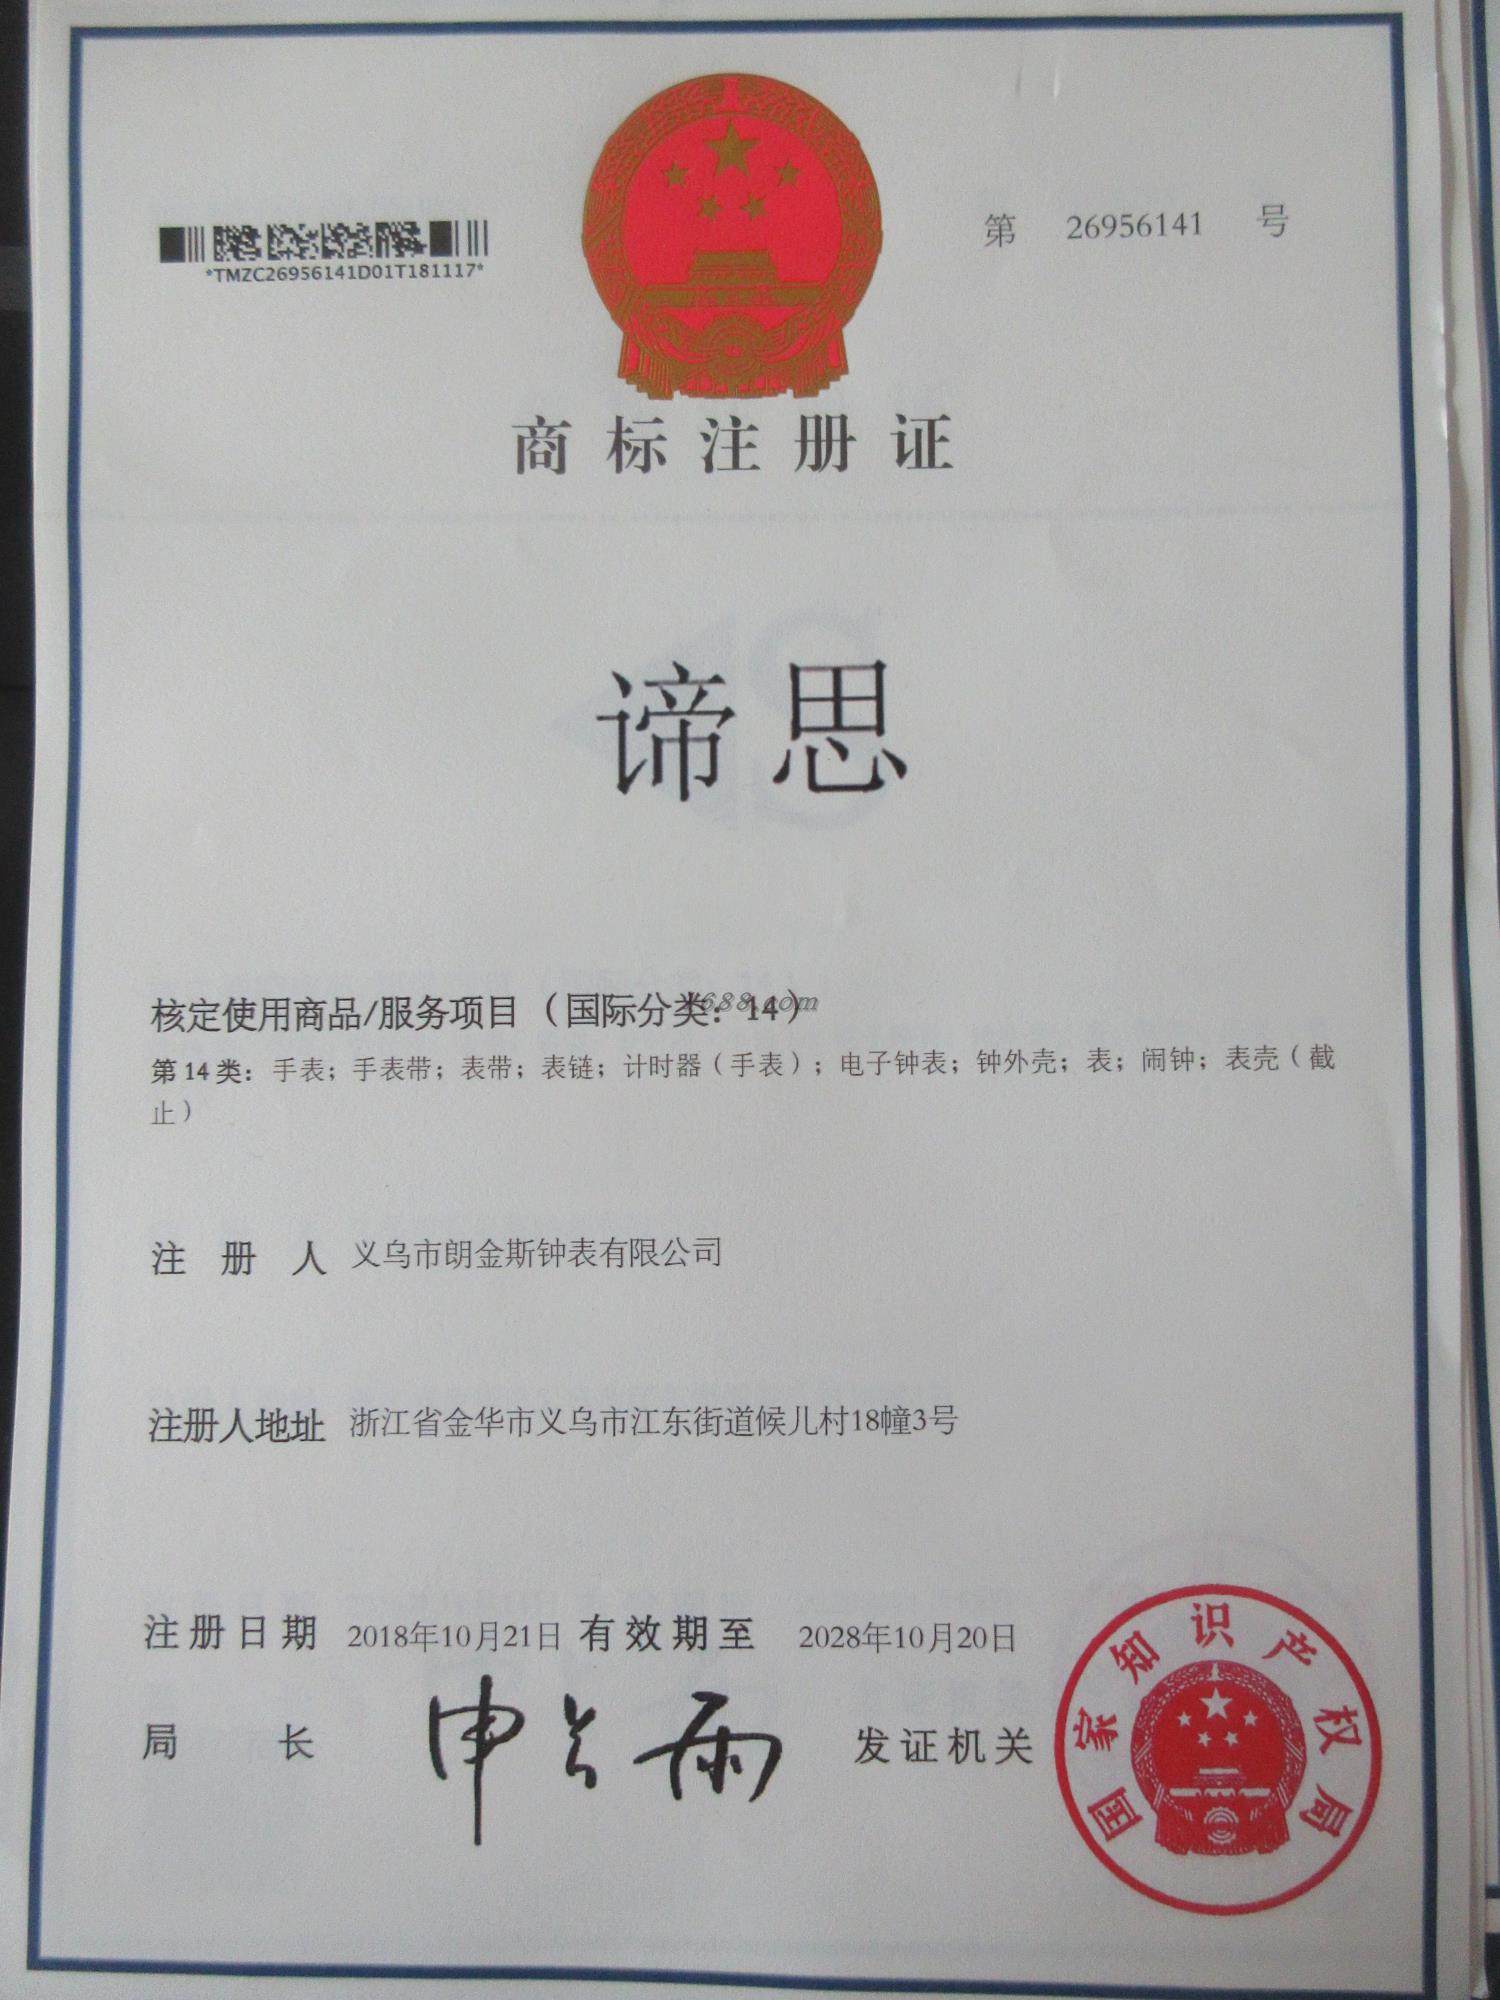 第 26956141 号
*TMZC26956141D01T181117*
商标注册证
谛思
核定使用商品/服务项目（国际分类：14）
1688.com
第14类：手表；手表带；表带；表链；计时器（手表）；电子钟表；钟外壳；表；闹钟；表壳（截
止）
注册人 义乌市朗金斯钟表有限公司
注册人地址 浙江省金华市义乌市江东街道候儿村18幢3号
注册日期 2018年10月21日 有效期至 2028年10月20日
局长 申长雨 发证机关
国家知识产权局